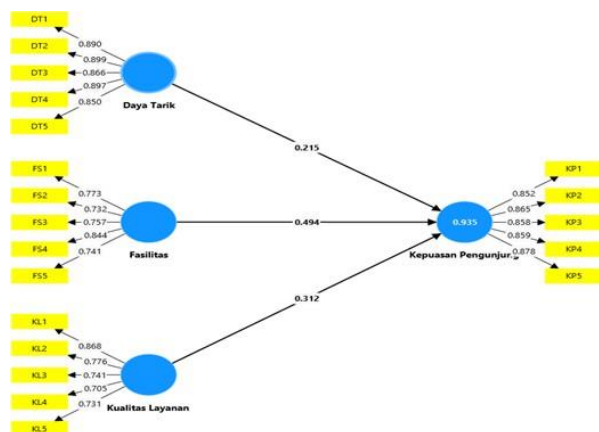 DT1
DT2
DT3
DT4
DT5
0.890
0.899
0.866
0.897
0.850
Daya Tarik
0.215
FS1
FS2
FS3
FS4
FS5
0.773
0.732
0.757
0.844
0.741
Fasilitas
0.494
0.935
Kepuasan Pengunjung
0.852
0.865
0.858
0.859
0.878
KP1
KP2
KP3
KP4
KP5
0.312
KL1
KL2
KL3
KL4
KL5
0.868
0.776
0.741
0.705
0.731
Kualitas Layanan